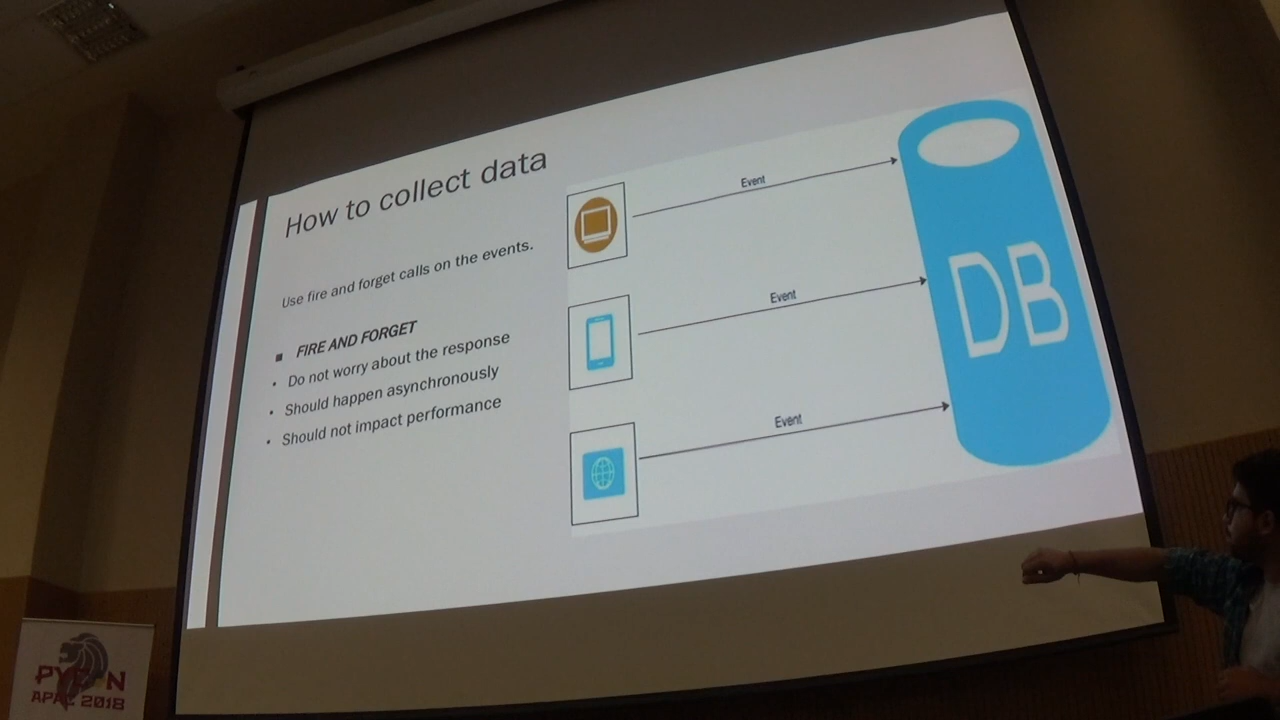 How to collect data
Use fire and forget calls on the events.
FIRE AND FORGET
Do not worry about the response
Should happen asynchronously
Should not impact performance
Event
Event
Event
DB
PYCON
APAC 2018